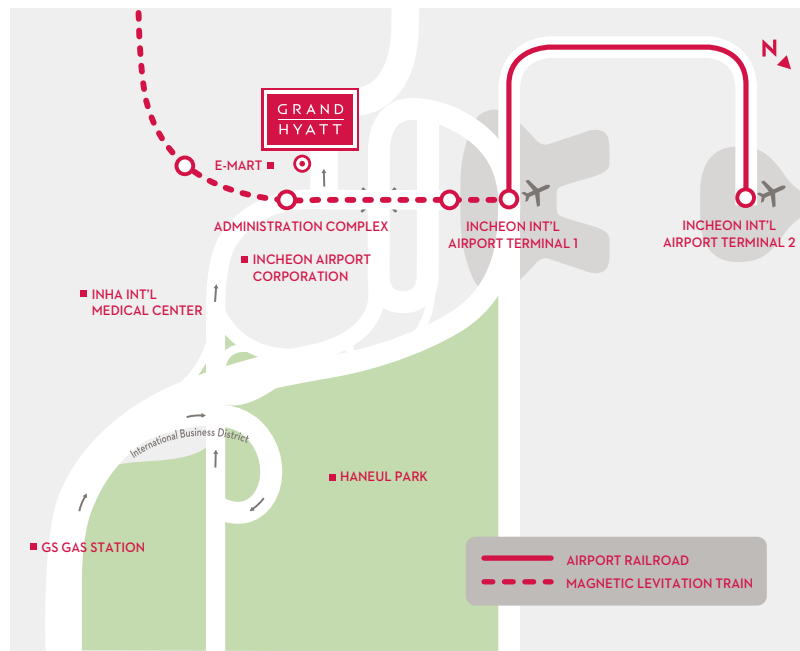 N
GRAND
HYATT
E-MART
ADMINISTRATION COMPLEX
INCHEON INT'L
AIRPORT TERMINAL 1
INCHEON INT'L
AIRPORT TERMINAL 2
INCHEON AIRPORT
CORPORATION
INHA INT'L
MEDICAL CENTER
International Business District
HANEUL PARK
GS GAS STATION
AIRPORT RAILROAD
MAGNETIC LEVITATION TRAIN